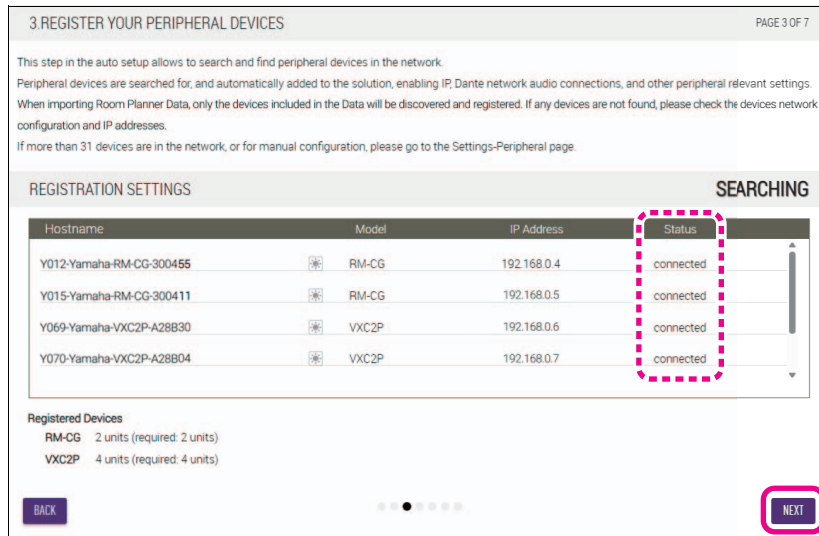 3.REGISTER YOUR PERIPHERAL DEVICES PAGE 3 OF 7
This step in the auto setup allows to search and find peripheral devices in the network.
Peripheral devices are searched for, and automatically added to the solution, enabling IP, Dante network audio connections, and other peripheral relevant settings.
When importing Room Planner Data, only the devices included in the Data will be discovered and registered. If any devices are not found, please check the devices network
configuration and IP addresses.
If more than 31 devices are in the network, or for manual configuration, please go to the Settings-Peripheral page.
REGISTRATION SETTINGS SEARCHING
Hostname Model IP Address Status
Y012-Yamaha-RM-CG-300455 RM-CG 192.168.0.4 connected
Y015-Yamaha-RM-CG-300411 RM-CG 192.168.0.5 connected
Y069-Yamaha-VXC2P-A28B30 VXC2P 192.168.0.6 connected
Y070-Yamaha-VXC2P-A28B04 VXC2P 192.168.0.7 connected
Registered Devices
RM-CG 2 units (required: 2 units)
VXC2P 4 units (required: 4 units)
BACK NEXT